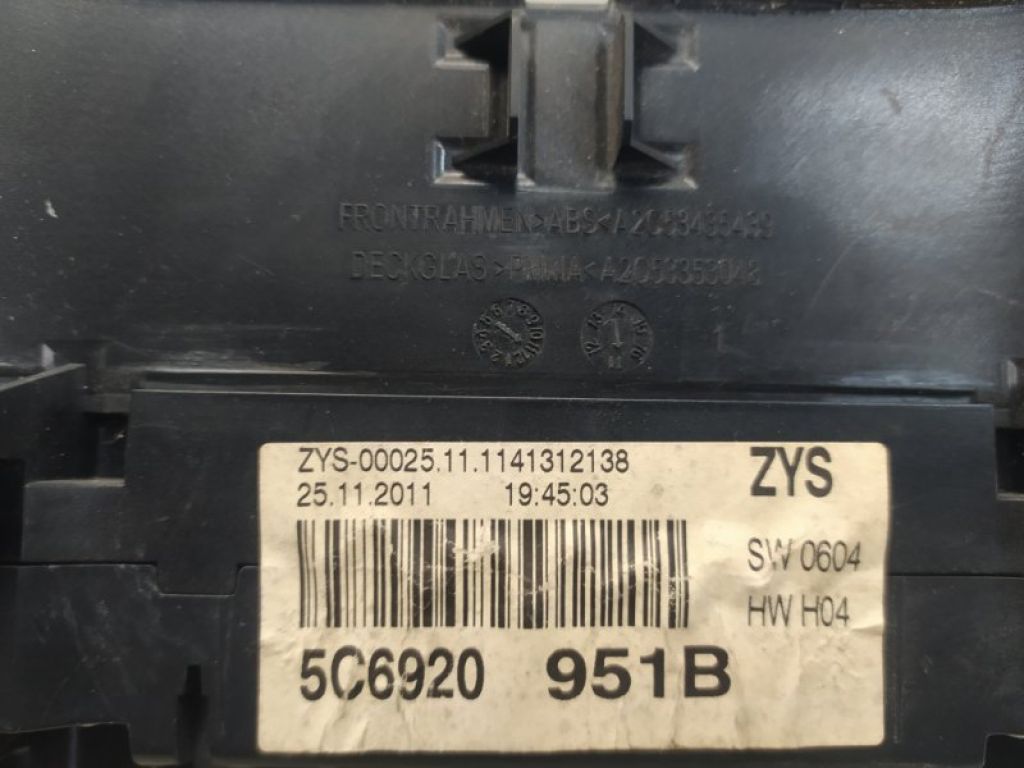 FRONTRAHMEN>ABS<A2C53436439
DECKGLAS>PMMA<
ZYS-00025.11.1141312138
25.11.2011 19:45:03
ZYS
SW 0604
HW H04
5C6920 951B